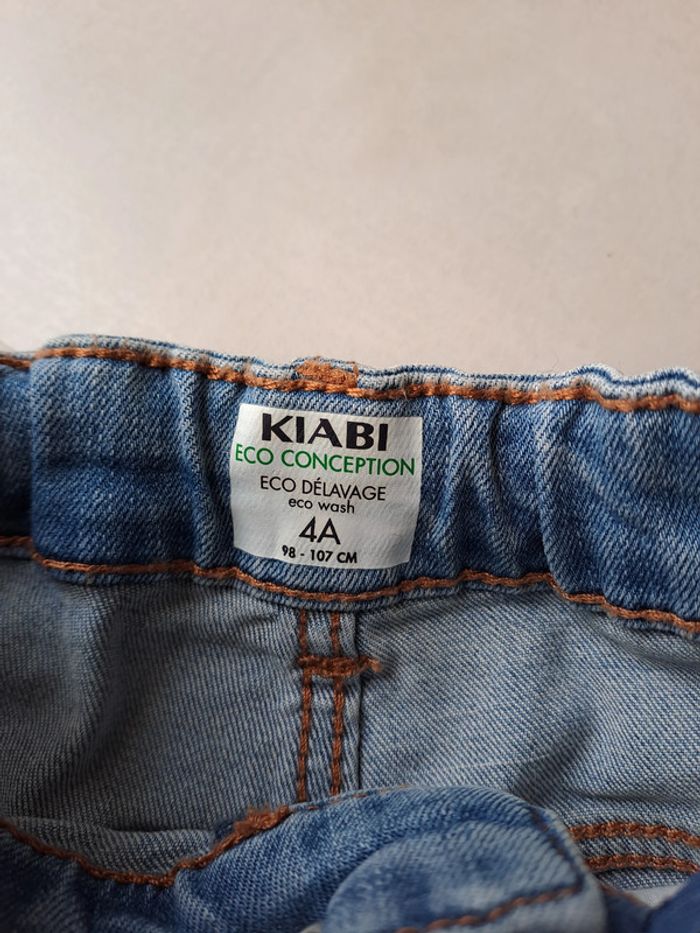 KIABI
ECO CONCEPTION
ECO DÉLAVAGE
eco wash
4A
98 - 107 CM